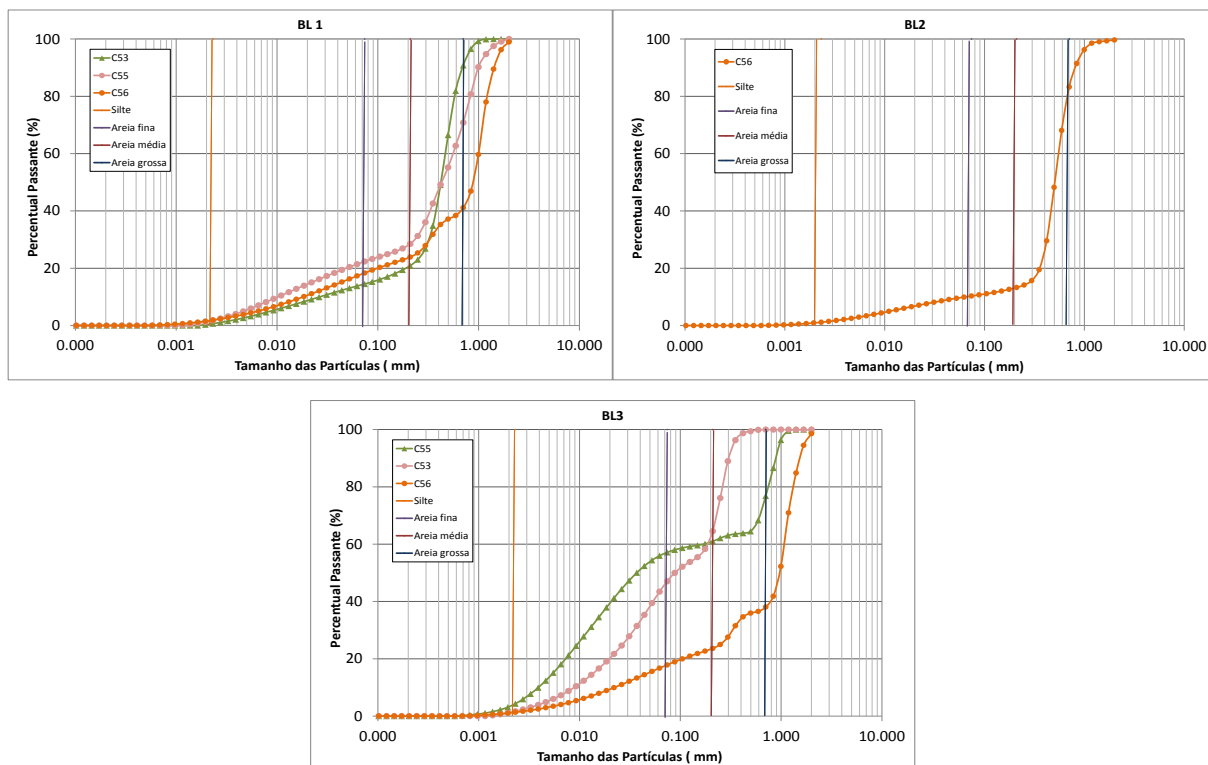 BL 1
Percentual Passante (%)
100
80
60
40
20
0
C53
C55
C56
Silte
Areia fina
Areia média
Areia grossa
0.000 0.001 0.010 0.100 1.000 10.000
Tamanho das Partículas ( mm)
BL2
Percentual Passante (%)
100
80
60
40
20
0
C56
Silte
Areia fina
Areia média
Areia grossa
0.000 0.001 0.010 0.100 1.000 10.000
Tamanho das Partículas ( mm)
BL3
Percentual Passante (%)
100
80
60
40
20
0
C55
C53
C56
Silte
Areia fina
Areia média
Areia grossa
0.000 0.001 0.010 0.100 1.000 10.000
Tamanho das Partículas ( mm)